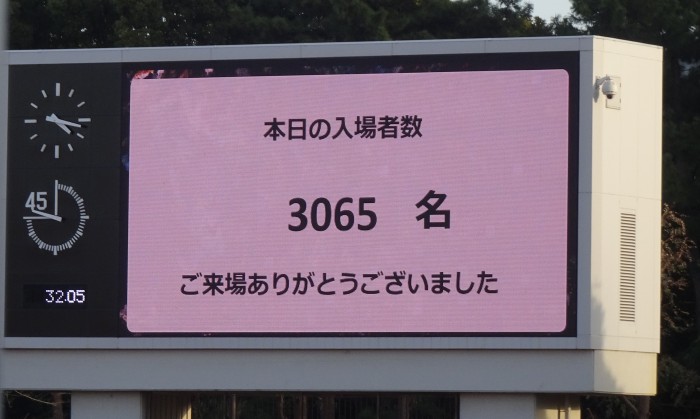 本日の入場者数
3065 名
ご来場ありがとうございました
45
32:05